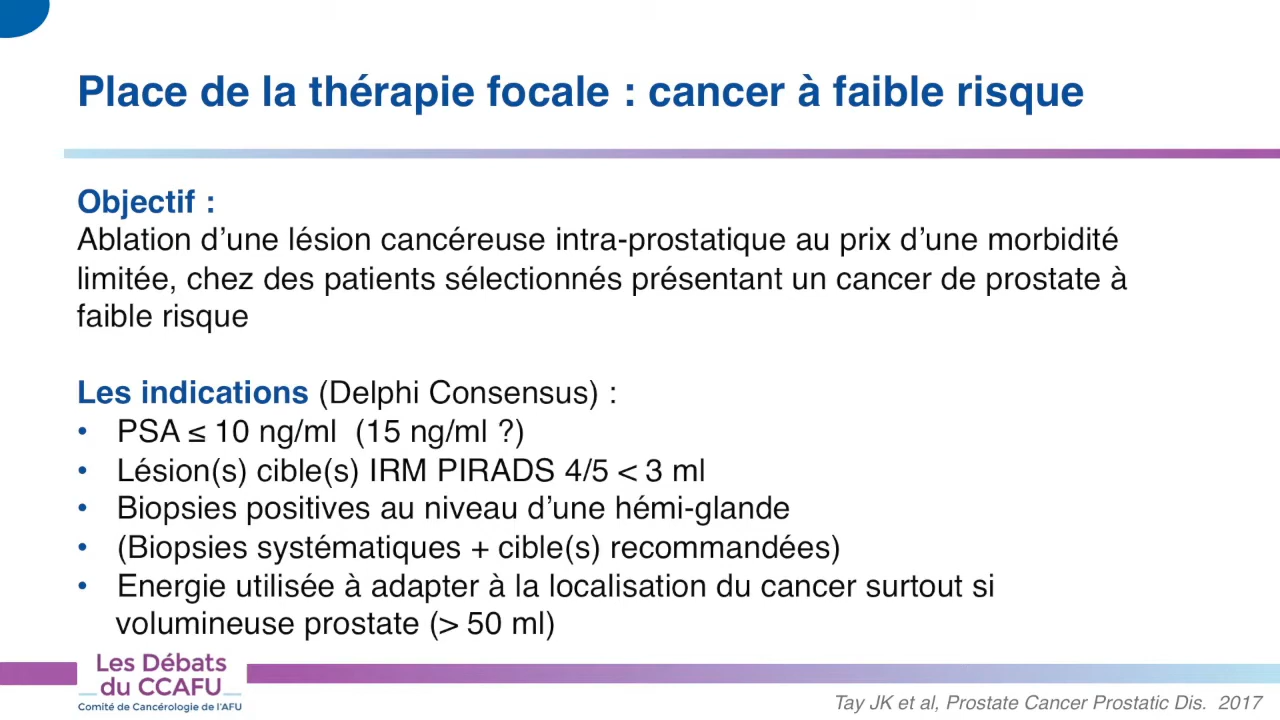 Place de la thérapie focale : cancer à faible risque
Objectif :
Ablation d’une lésion cancéreuse intra-prostatique au prix d’une morbidité
limitée, chez des patients sélectionnés présentant un cancer de prostate à
faible risque
Les indications (Delphi Consensus) :
• PSA ≤ 10 ng/ml (15 ng/ml ?)
• Lésion(s) cible(s) IRM PIRADS 4/5 < 3 ml
• Biopsies positives au niveau d’une hémi-glande
• (Biopsies systématiques + cible(s) recommandées)
• Energie utilisée à adapter à la localisation du cancer surtout si
volumineuse prostate (> 50 ml)
Les Débats
du CCAFU
Comité de Cancérologie de l’AFU
Tay JK et al, Prostate Cancer Prostatic Dis. 2017